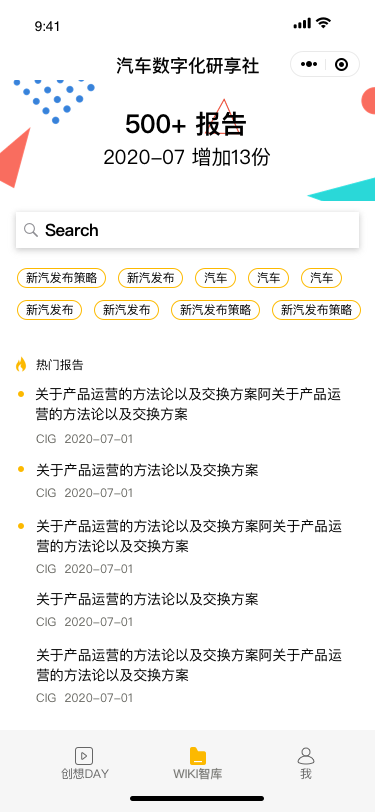 9:41
汽车数字化研享社
500+ 报告
2020-07 增加13份
Search
新汽发布策略 新汽发布策略 汽车 汽车 汽车
新汽发布 新汽发布 新汽发布策略 新汽发布策略
热门报告
关于产品运营的方法论以及交换方案阿关于产品运
营的方法论以及交换方案
CIG 2020-07-01
关于产品运营的方法论以及交换方案
CIG 2020-07-01
关于产品运营的方法论以及交换方案阿关于产品运
营的方法论以及交换方案
CIG 2020-07-01
关于产品运营的方法论以及交换方案
CIG 2020-07-01
关于产品运营的方法论以及交换方案阿关于产品运
营的方法论以及交换方案
CIG 2020-07-01
创想DAY WIKI智库 我